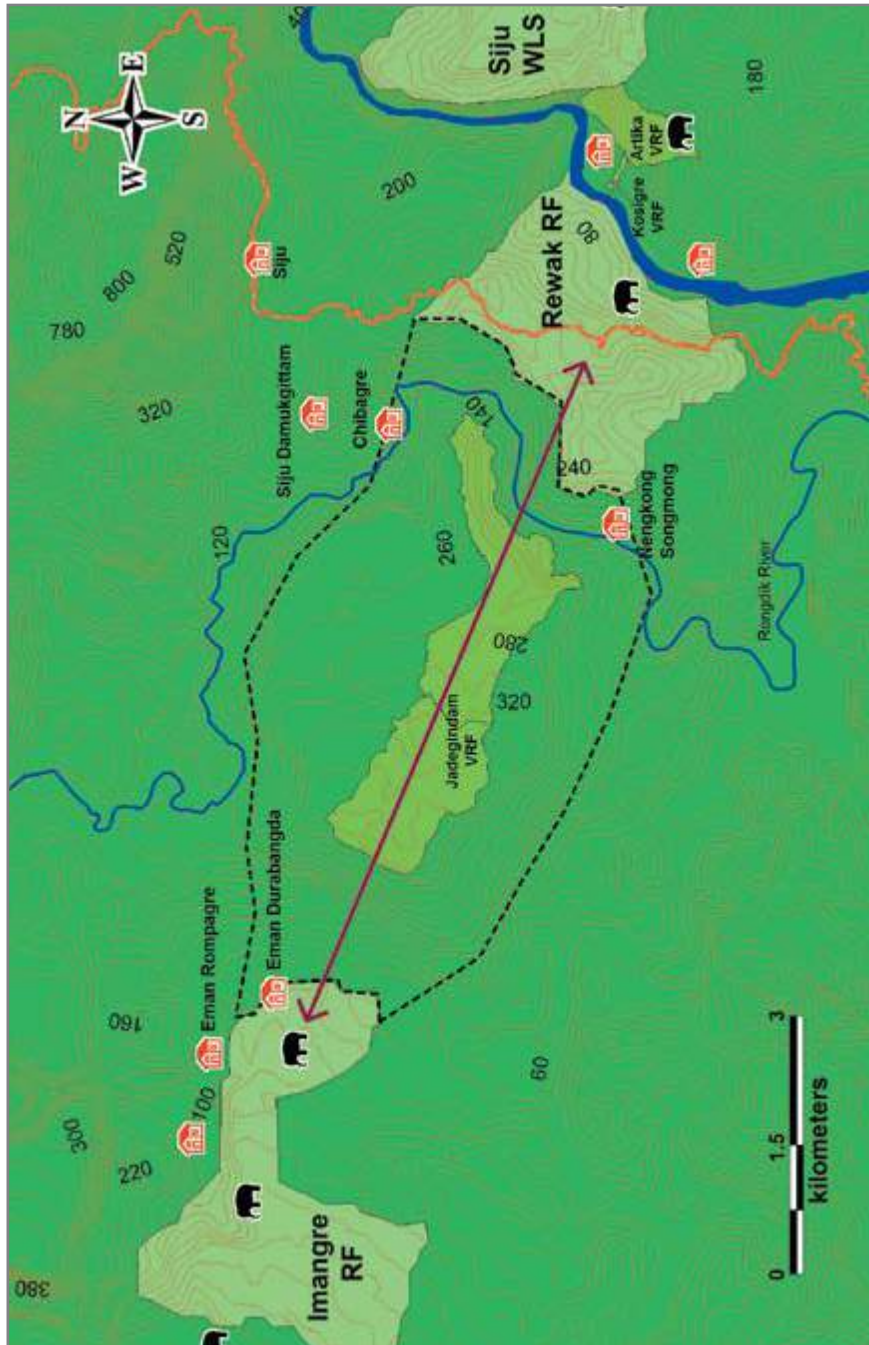 380
780
300
N
800
160
220
W
E
320
520
S
100
Eman Rompagre
120
Eman Durabangda
Siju Damukgittam
Siju
40
Imangre
RF
Chibagre
200
260
Jadegindam
VRF
140
Siju
WLS
280
320
60
Rewak RF
240
80
Nengkong
Songmong
Kosigre
VRF
Artika
VRF
180
Rongdik River
0 1.5 3
kilometers